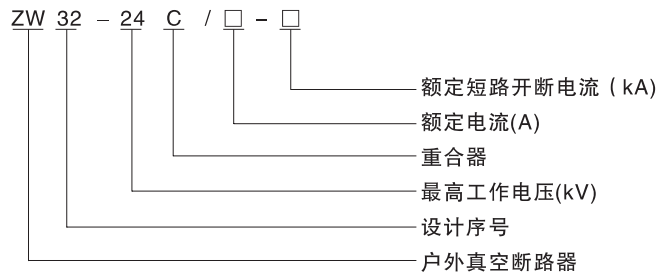 ZW 32 - 24 C / □ - □
额定短路开断电流（kA)
额定电流(A)
重合器
最高工作电压(kV)
设计序号
户外真空断路器